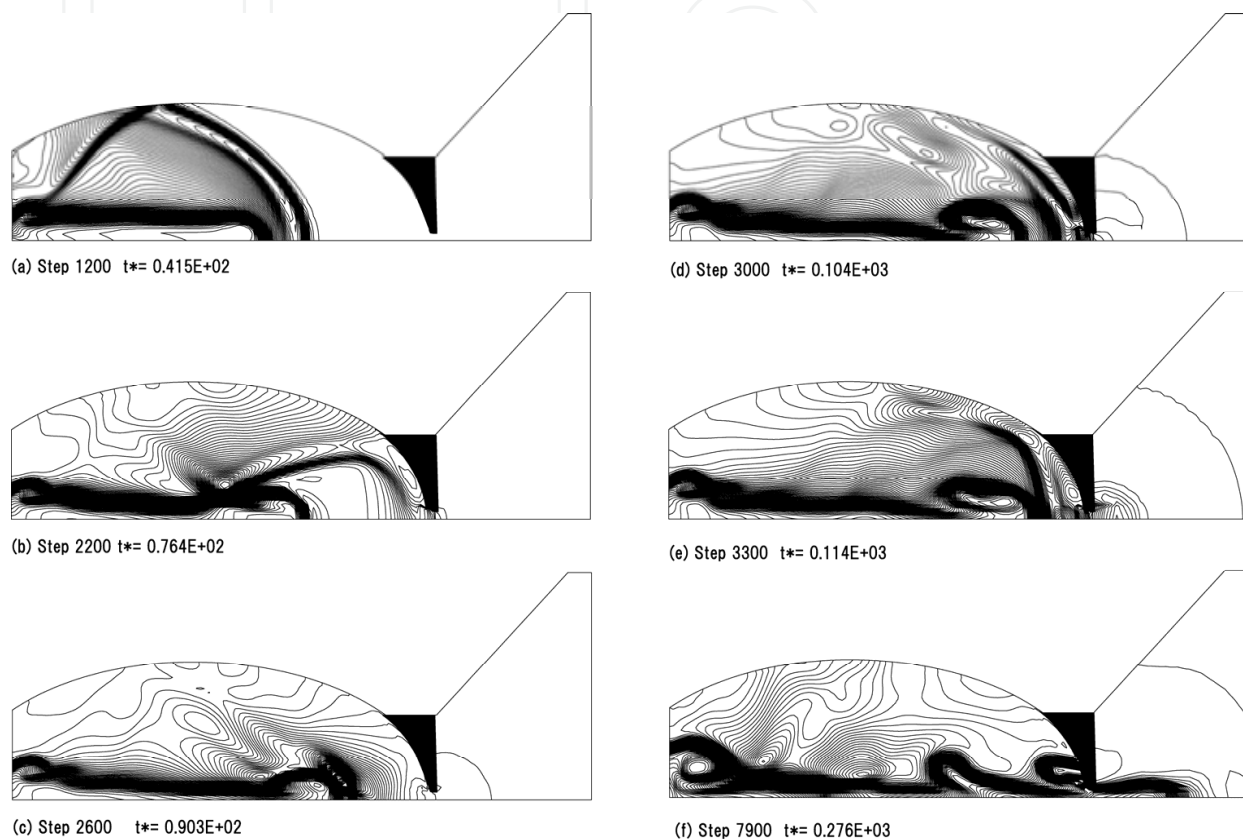 (a) Step 1200 t*= 0.415E+02
(b) Step 2200 t*= 0.764E+02
(c) Step 2600 t*= 0.903E+02
(d) Step 3000 t*= 0.104E+03
(e) Step 3300 t*= 0.114E+03
(f) Step 7900 t*= 0.276E+03